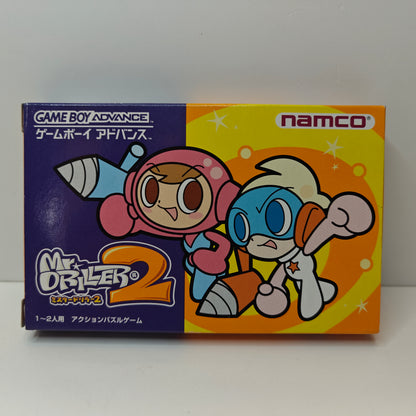 GAME BOY ADVANCE
ゲームボーイ アドバンス
namco®
Mr. DRILLER 2
ミスタードリラー2
1～2人用 アクションパズルゲーム